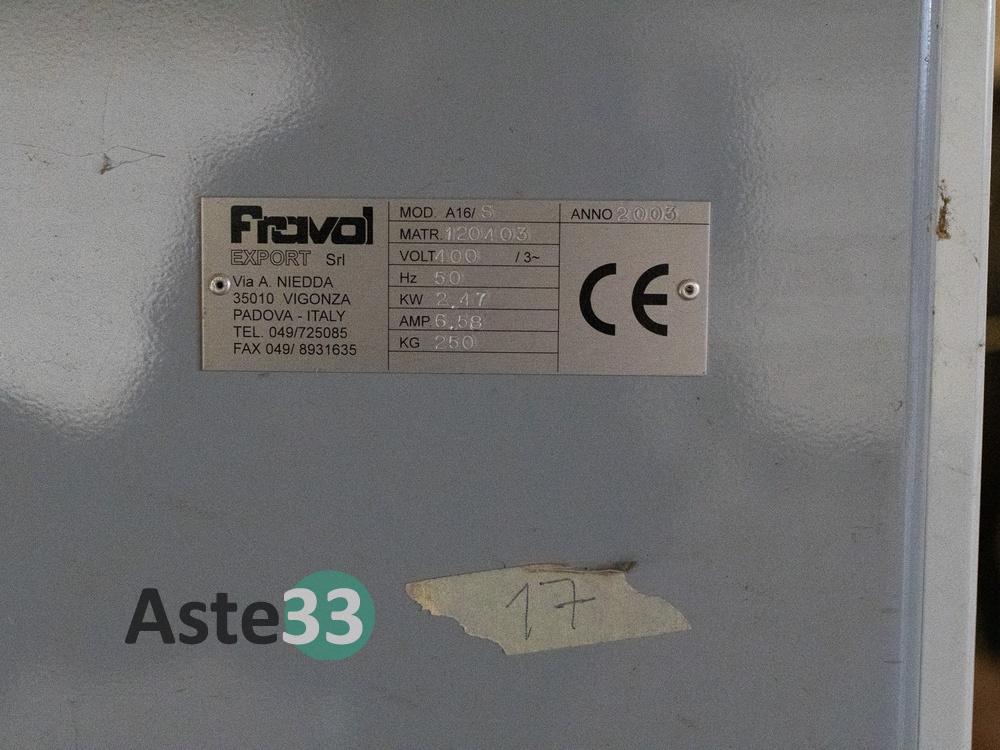 Fravol
EXPORT Srl
Via A. NIEDDA
35010 VIGONZA
PADOVA - ITALY
TEL. 049/725085
FAX 049/ 8931635
MOD. A16/ S
MATR. 120103
VOLT 400 / 3~
Hz 50
KW 2,47
AMP. 6,58
KG 250
ANNO 2003
CE
Aste33
17